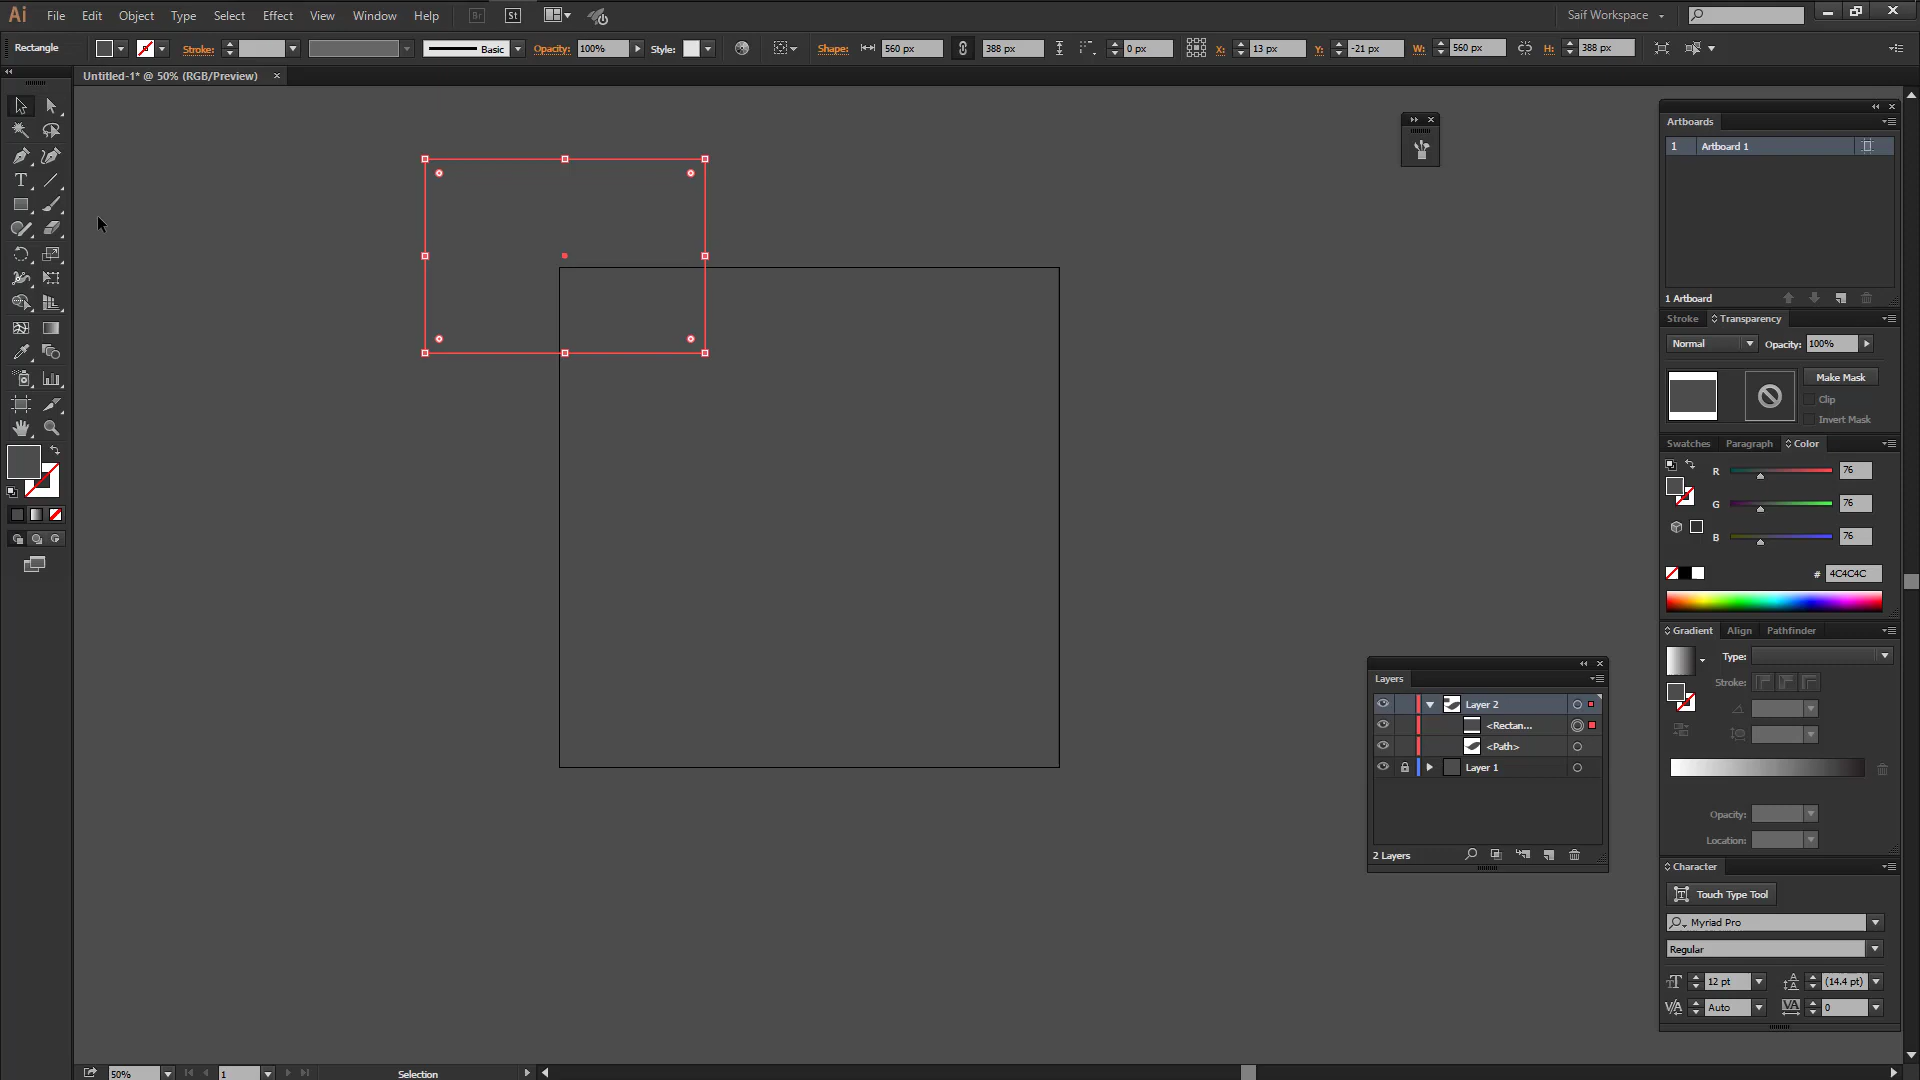 Ai File Edit Object Type Select Effect View Window Help Br St Saif Workspace
Rectangle Stroke: Basic Opacity: 100% Style: Shape: 560 px 388 px 0 px X: 13 px Y: -21 px W: 560 px H: 388 px
Untitled-1* @ 50% (RGB/Preview)
Artboards
1 Artboard 1
1 Artboard
Stroke Transparency
Normal Opacity: 100%
Make Mask
Clip
Invert Mask
Swatches Paragraph Color
R 76
G 76
B 76
# 4C4C4C
Gradient Align Pathfinder
Type:
Stroke:
Opacity:
Location:
Layers
Layer 2
<Rectan...
<Path>
Layer 1
2 Layers
Character
Touch Type Tool
Myriad Pro
Regular
12 pt (14.4 pt)
Auto 0
50% 1 Selection